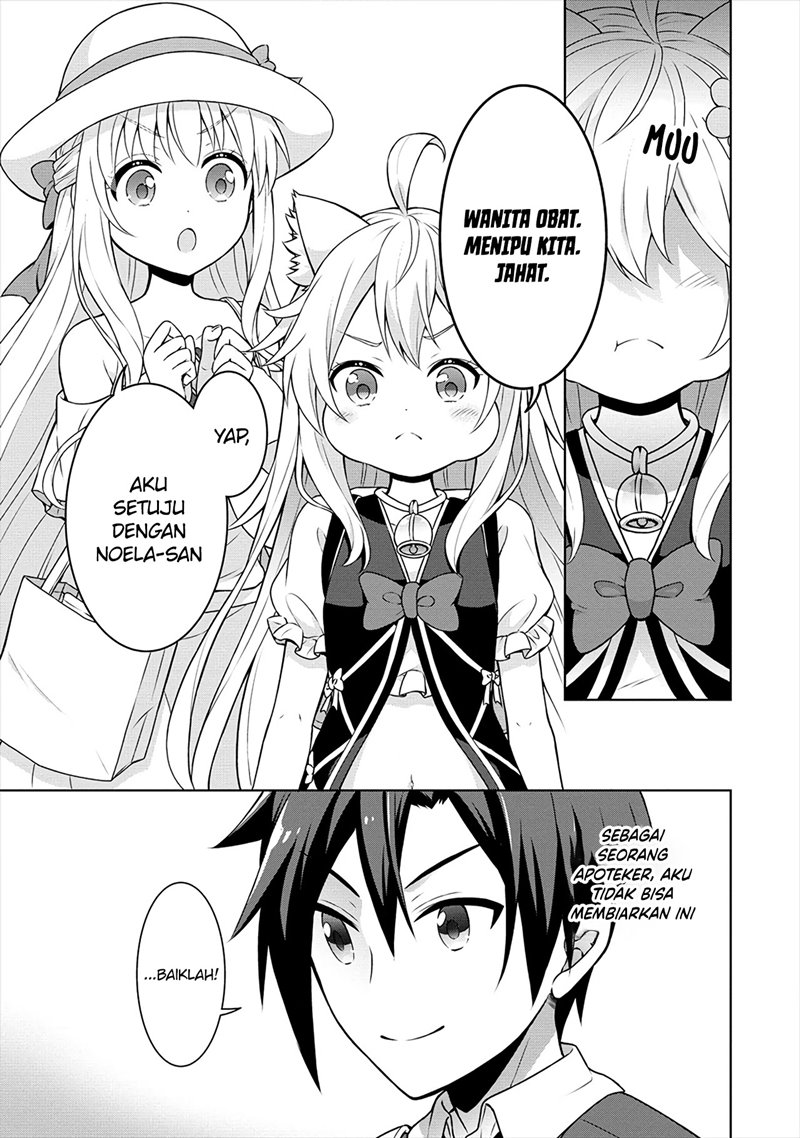 MUU
WANITA OBAT.
MENIPU KITA.
JAHAT.
YAP,
AKU
SETUJU
DENGAN
NOELA-SAN
SEBAGAI
SEORANG
APOTEKER, AKU
TIDAK BISA
MEMBIARKAN INI
...BAIKLAH!